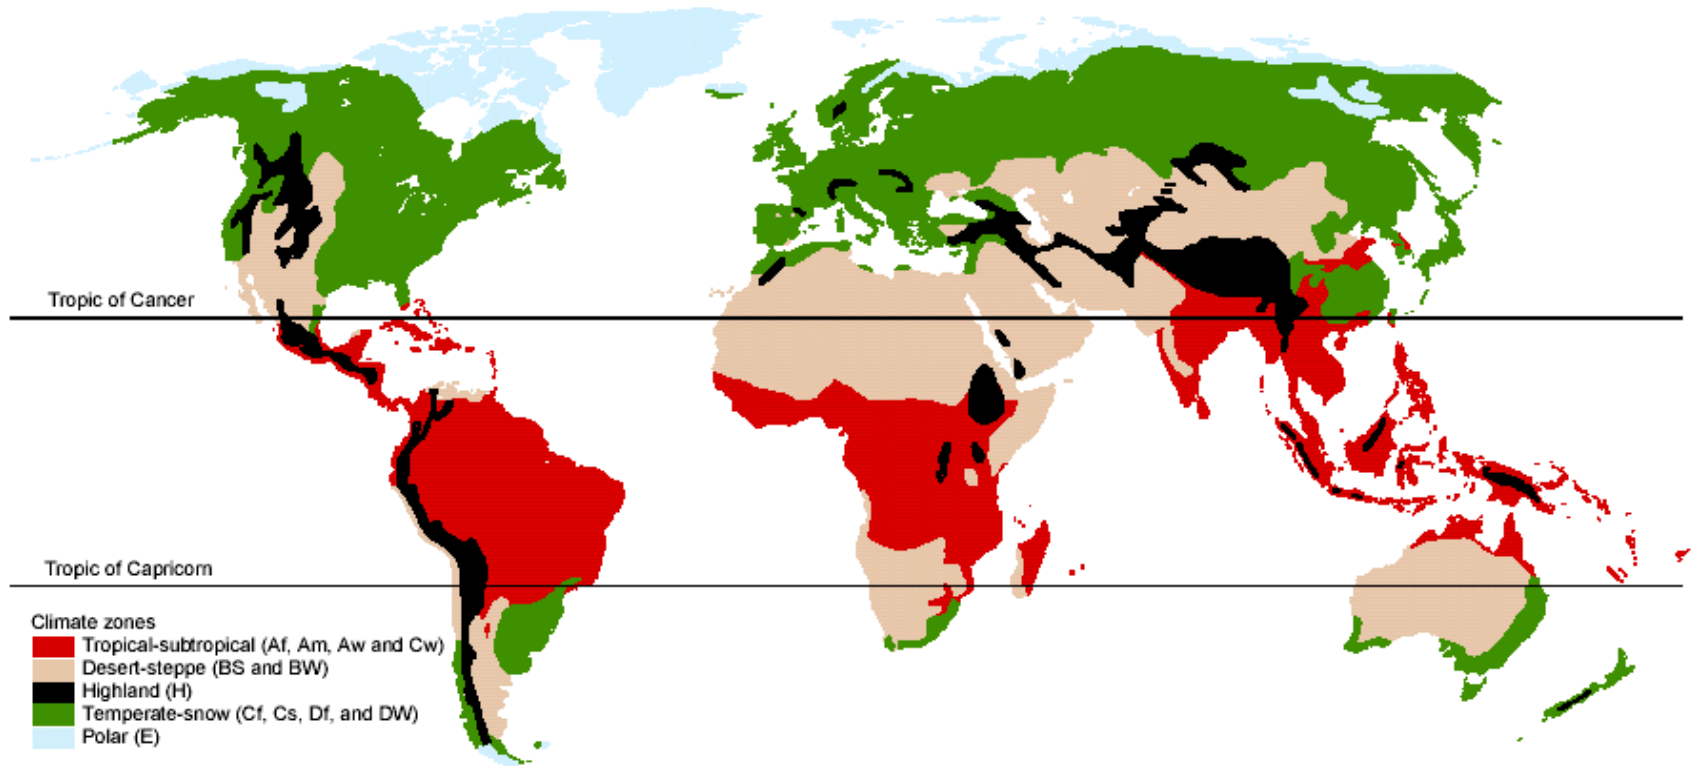 Tropic of Cancer
Tropic of Capricorn
Climate zones
Tropical-subtropical (Af, Am, Aw and Cw)
Desert-steppe (BS and BW)
Highland (H)
Temperate-snow (Cf, Cs, Df, and DW)
Polar (E)